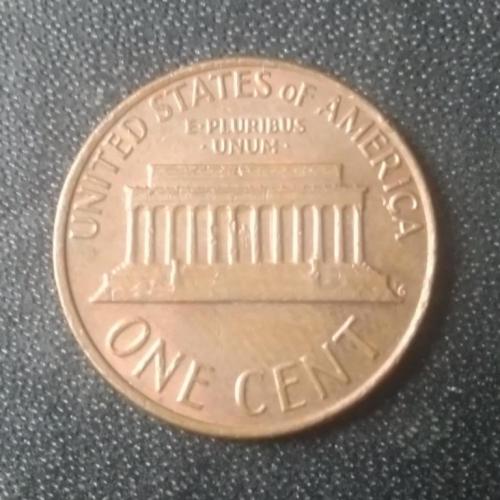 UNITED STATES OF AMERICA
E·PLURIBUS
·UNUM·
ONE CENT